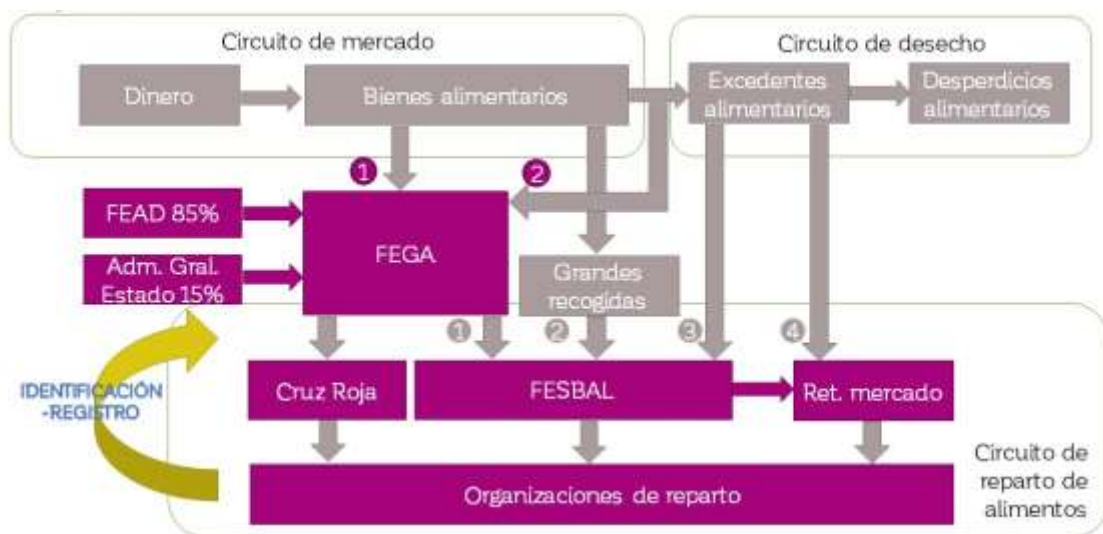 Circuito de mercado
Circuito de desecho
Dinero
Bienes alimentarios
Excedentes
alimentarios
Desperdicios
alimentarios
1
2
FEAD 85%
FEGA
Adm. Gral.
Estado 15%
Grandes
recogidas
1
2
3
4
IDENTIFICACIÓN
-REGISTRO
Cruz Roja
FESBAL
Ret. mercado
Organizaciones de reparto
Circuito de
reparto de
alimentos